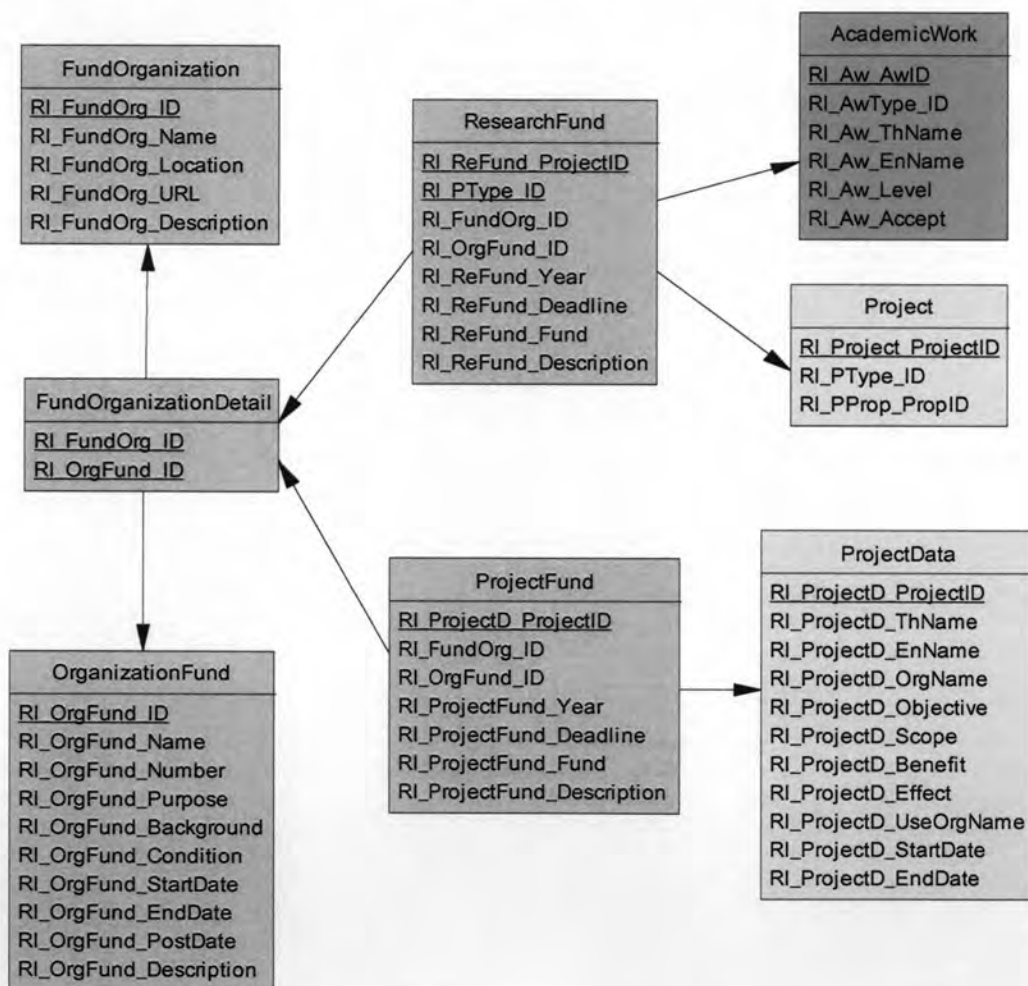 FundOrganization
RI_FundOrg_ID
RI_FundOrg_Name
RI_FundOrg_Location
RI_FundOrg_URL
RI_FundOrg_Description
ResearchFund
RI_ReFund_ProjectID
RI_PType_ID
RI_FundOrg_ID
RI_OrgFund_ID
RI_ReFund_Year
RI_ReFund_Deadline
RI_ReFund_Fund
RI_ReFund_Description
AcademicWork
RI_Aw_AwID
RI_AwType_ID
RI_Aw_ThName
RI_Aw_EnName
RI_Aw_Level
RI_Aw_Accept
Project
RI_Project_ProjectID
RI_PType_ID
RI_PProp_PropID
FundOrganizationDetail
RI_FundOrg_ID
RI_OrgFund_ID
ProjectFund
RI_ProjectD_ProjectID
RI_FundOrg_ID
RI_OrgFund_ID
RI_ProjectFund_Year
RI_ProjectFund_Deadline
RI_ProjectFund_Fund
RI_ProjectFund_Description
ProjectData
RI_ProjectD_ProjectID
RI_ProjectD_ThName
RI_ProjectD_EnName
RI_ProjectD_OrgName
RI_ProjectD_Objective
RI_ProjectD_Scope
RI_ProjectD_Benefit
RI_ProjectD_Effect
RI_ProjectD_UseOrgName
RI_ProjectD_StartDate
RI_ProjectD_EndDate
OrganizationFund
RI_OrgFund_ID
RI_OrgFund_Name
RI_OrgFund_Number
RI_OrgFund_Purpose
RI_OrgFund_Background
RI_OrgFund_Condition
RI_OrgFund_StartDate
RI_OrgFund_EndDate
RI_OrgFund_PostDate
RI_OrgFund_Description